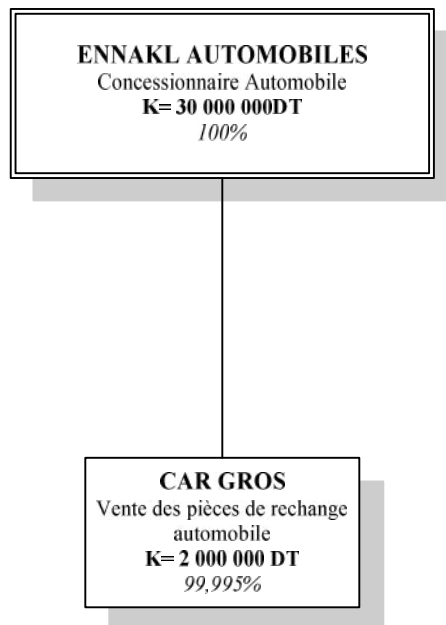 ENNAKL AUTOMOBILES
Concessionnaire Automobile
K= 30 000 000DT
100%
CAR GROS
Vente des pièces de rechange
automobile
K= 2 000 000 DT
99,995%